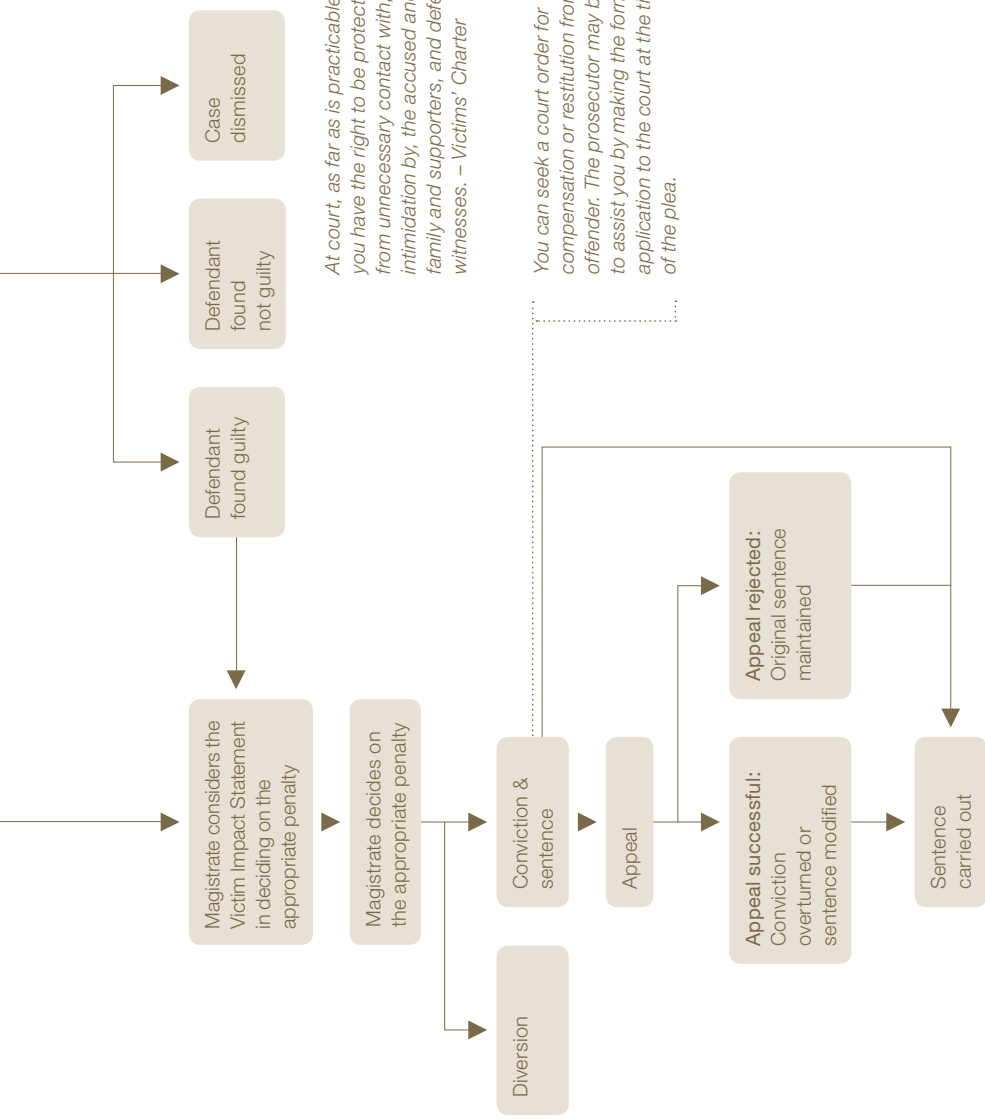 Case
dismissed
Defendant
found
not guilty
Defendant
found guilty
Magistrate considers the
Victim Impact Statement
in deciding on the
appropriate penalty
Magistrate decides on
the appropriate penalty
Conviction &
sentence
Diversion
Appeal
Appeal successful:
Conviction
overturned or
sentence modified
Appeal rejected:
Original sentence
maintained
Sentence
carried out
At court, as far as is practicable
you have the right to be protect
from unnecessary contact with,
intimidation by, the accused and
family and supporters, and defe
witnesses. – Victims' Charter
You can seek a court order for
compensation or restitution from
offender. The prosecutor may b
to assist you by making the form
application to the court at the ti
of the plea.